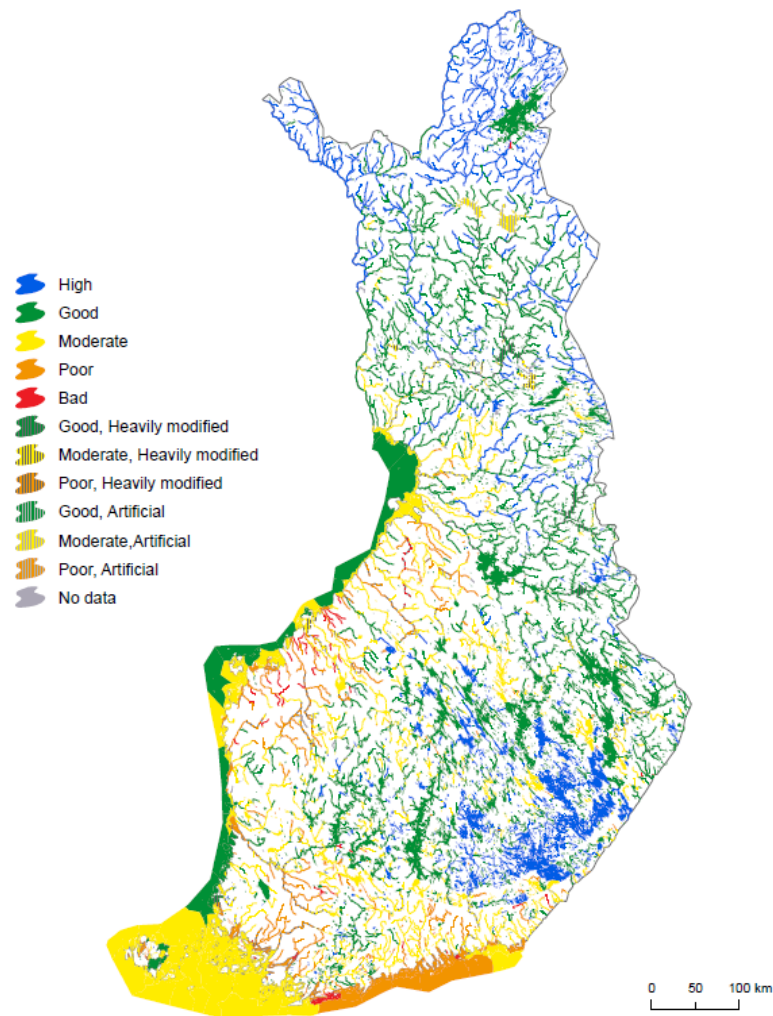 High
Good
Moderate
Poor
Bad
Good, Heavily modified
Moderate, Heavily modified
Poor, Heavily modified
Good, Artificial
Moderate,Artificial
Poor, Artificial
No data
0 50 100 km